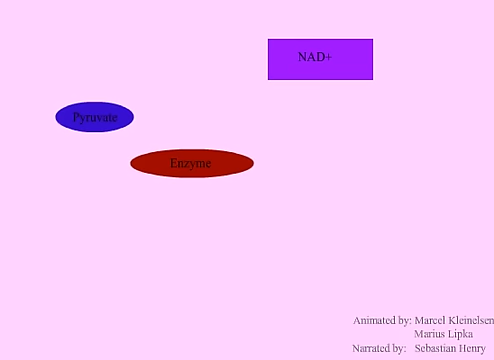 NAD+
Pyruvate
Enzyme
Animated by: Marcel Kleinelsen
Marius Lipka
Narrated by: Sebastian Henry